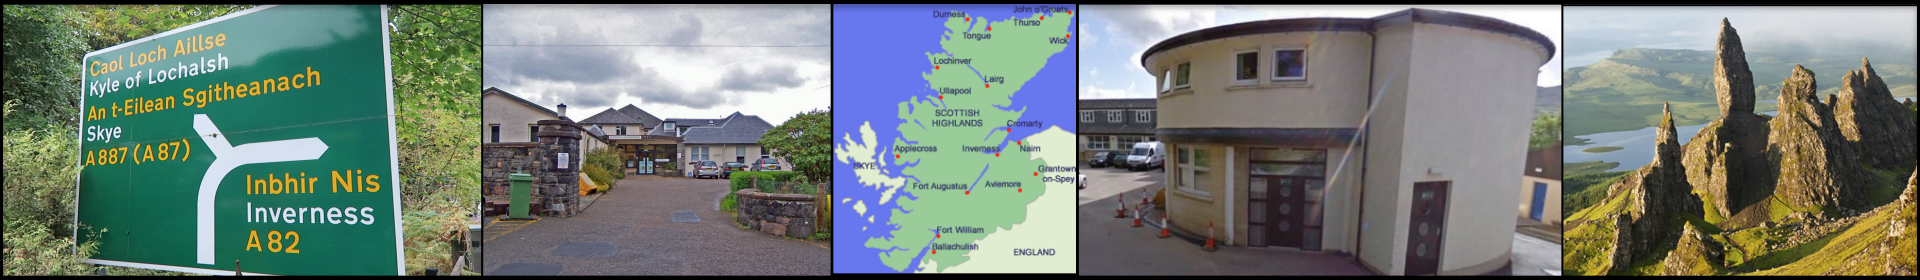 Caol Loch Aillse
Kyle of Lochalsh
An t-Eilean Sgitheanach
Skye
A887 (A87)
Inbhir Nis
Inverness
A82
Durness
John o'Groats
Thurso
Tongue
Wick
Lochinver
Lairg
Ullapool
SCOTTISH
HIGHLANDS
Cromarty
Applecross
Inverness
Nairn
SKYE
Grantown
on-Spey
Fort Augustus
Aviemore
Fort William
Ballachulish
ENGLAND